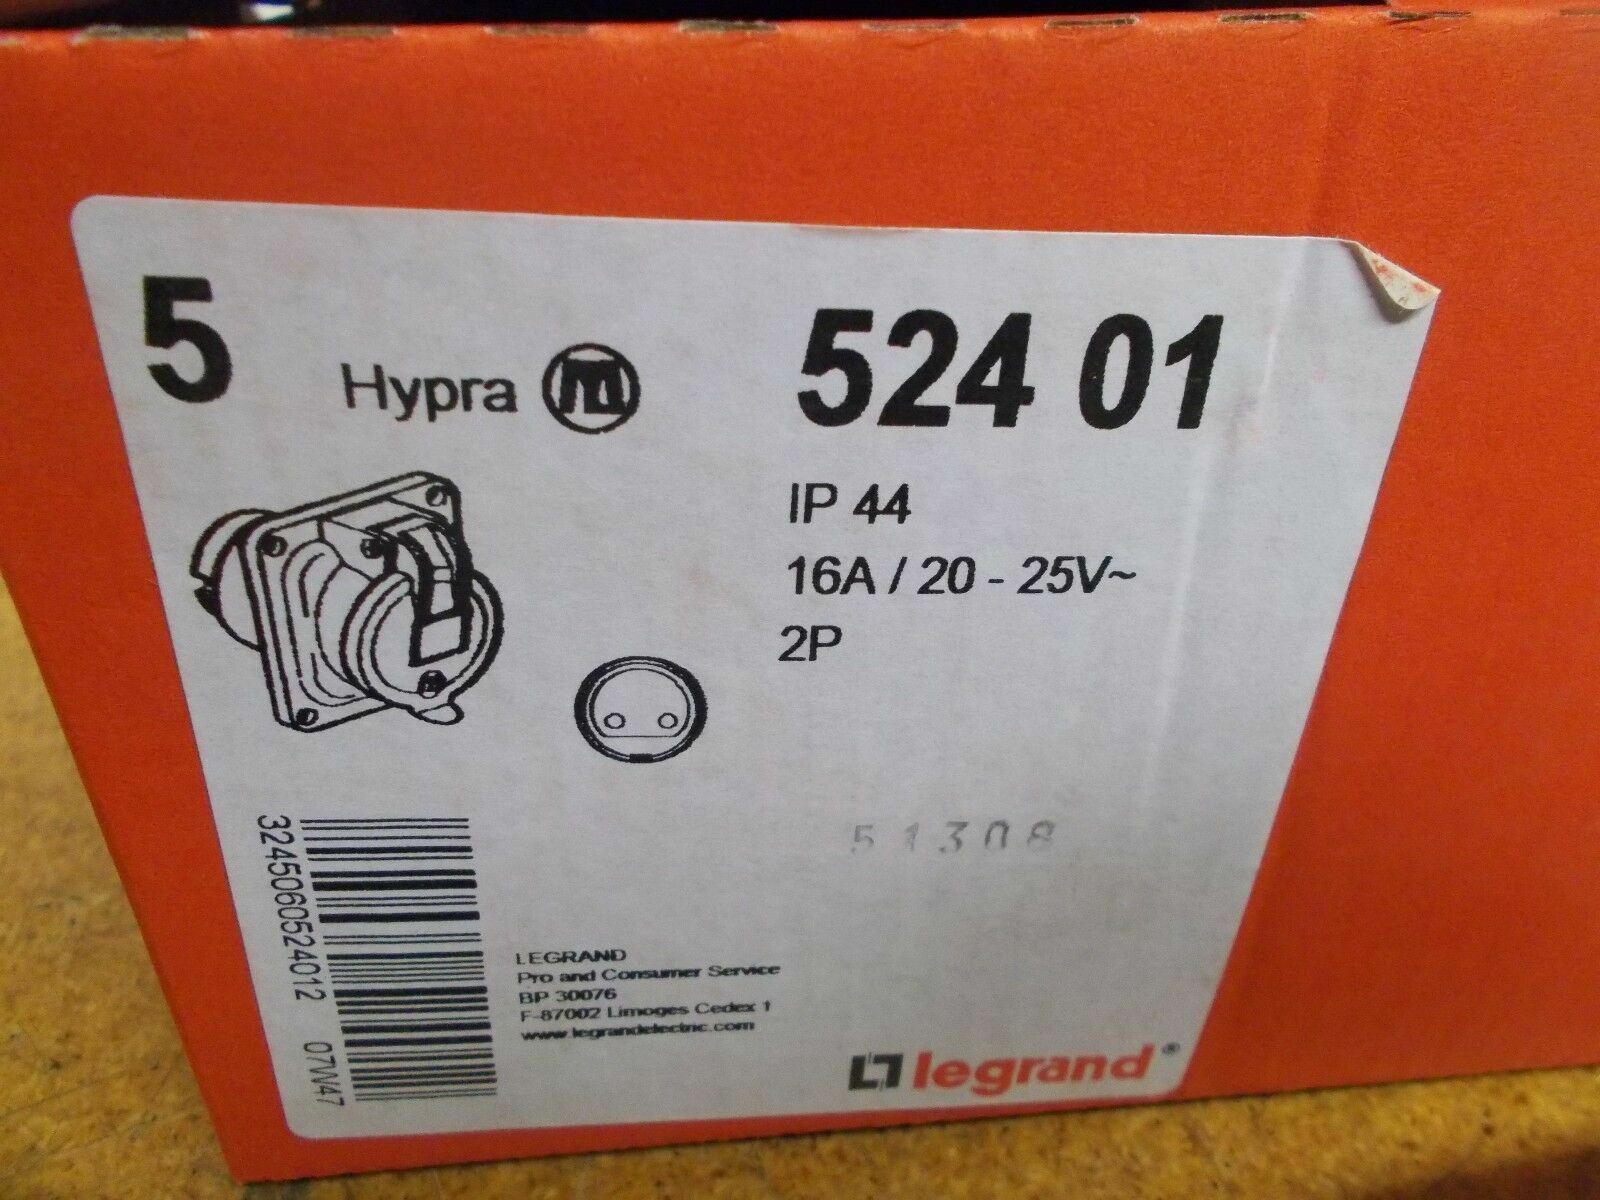 5
Hypra
524 01
IP 44
16A / 20 - 25V~
2P
51308
3245060524012 07W47
LEGRAND
Pro and Consumer Service
BP 30076
F-87002 Limoges Cedex 1
www.legrandelectric.com
legrand®